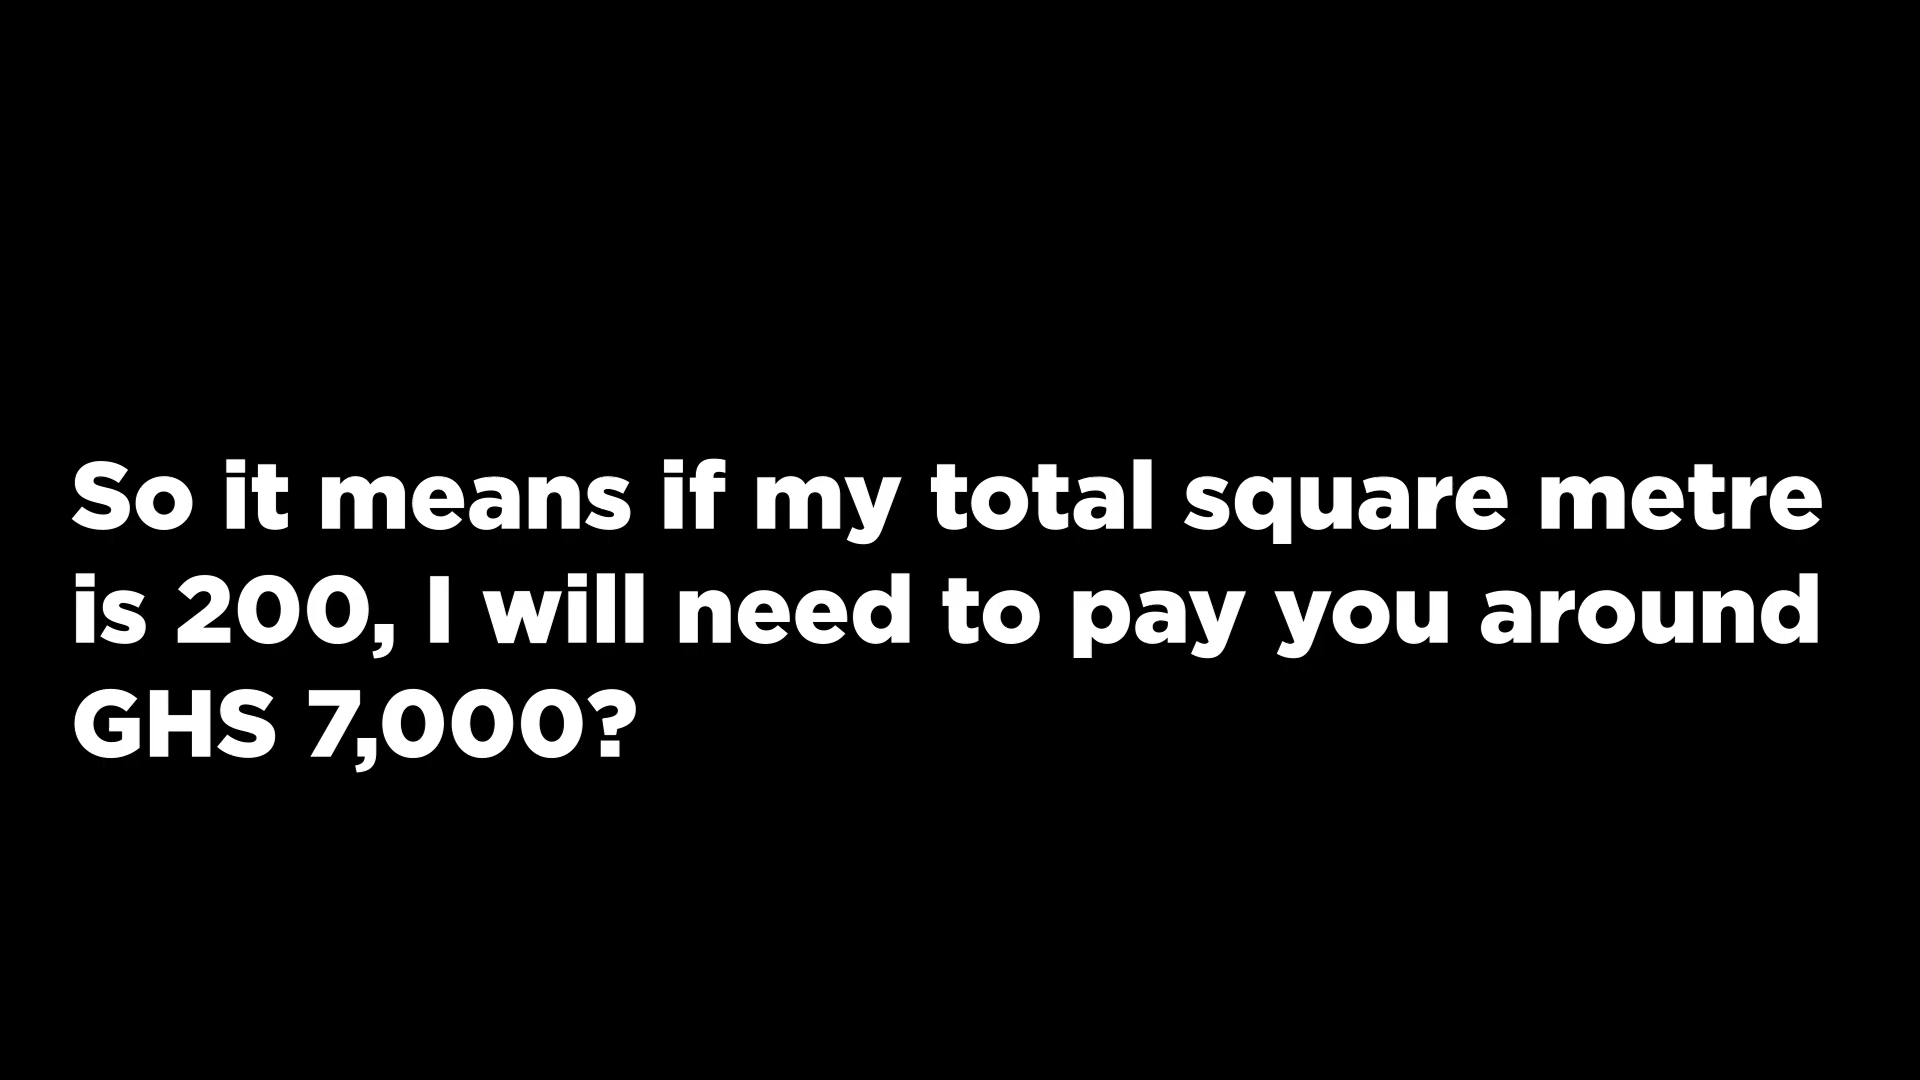 So it means if my total square metre
is 200, I will need to pay you around
GHS 7,000?